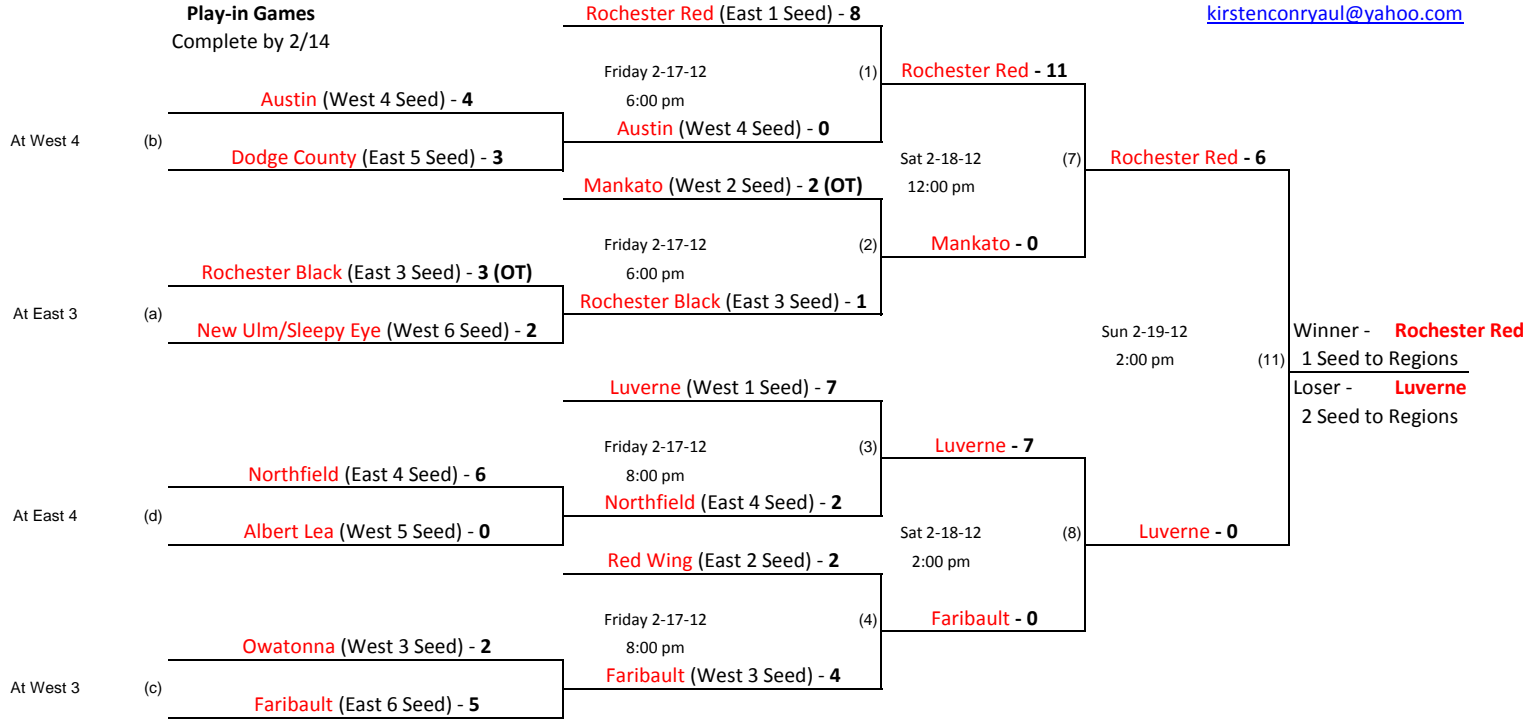 Play-in Games
Complete by 2/14
kirstenconryaul@yahoo.com
Rochester Red (East 1 Seed) - 8
Friday 2-17-12 (1)
6:00 pm
Rochester Red - 11
Austin (West 4 Seed) - 4
At West 4 (b)
Austin (West 4 Seed) - 0
Dodge County (East 5 Seed) - 3
Sat 2-18-12 (7)
12:00 pm
Rochester Red - 6
Mankato (West 2 Seed) - 2 (OT)
Friday 2-17-12 (2)
6:00 pm
Mankato - 0
Rochester Black (East 3 Seed) - 3 (OT)
At East 3 (a)
Rochester Black (East 3 Seed) - 1
New Ulm/Sleepy Eye (West 6 Seed) - 2
Sun 2-19-12
2:00 pm (11)
Winner - Rochester Red
1 Seed to Regions
Loser - Luverne
2 Seed to Regions
Luverne (West 1 Seed) - 7
Friday 2-17-12 (3)
8:00 pm
Luverne - 7
Northfield (East 4 Seed) - 6
At East 4 (d)
Northfield (East 4 Seed) - 2
Albert Lea (West 5 Seed) - 0
Sat 2-18-12 (8)
2:00 pm
Luverne - 0
Red Wing (East 2 Seed) - 2
Friday 2-17-12 (4)
8:00 pm
Faribault - 0
Owatonna (West 3 Seed) - 2
At West 3 (c)
Faribault (West 3 Seed) - 4
Faribault (East 6 Seed) - 5